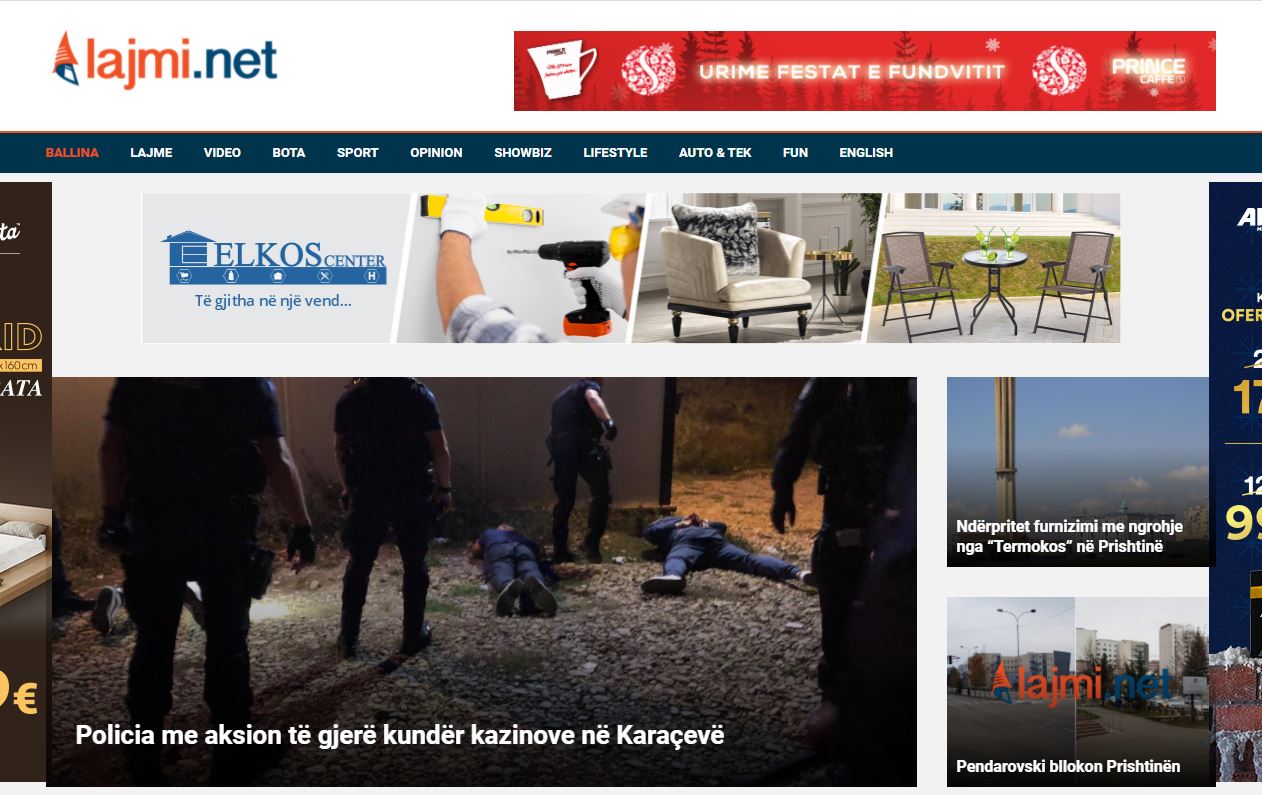 lajmi.net
URIME FESTAT E FUNDVITIT
PRINCE
CAFFE
BALLINA LAJME VIDEO BOTA SPORT OPINION SHOWBIZ LIFESTYLE AUTO & TEK FUN ENGLISH
ELKOS CENTER
Të gjitha në një vend...
x160cm
€
Ndërpritet furnizimi me ngrohje
nga “Termokos” në Prishtinë
lajmi.net
Policia me aksion të gjerë kundër kazinove në Karaçevë
Pendarovski bllokon Prishtinën